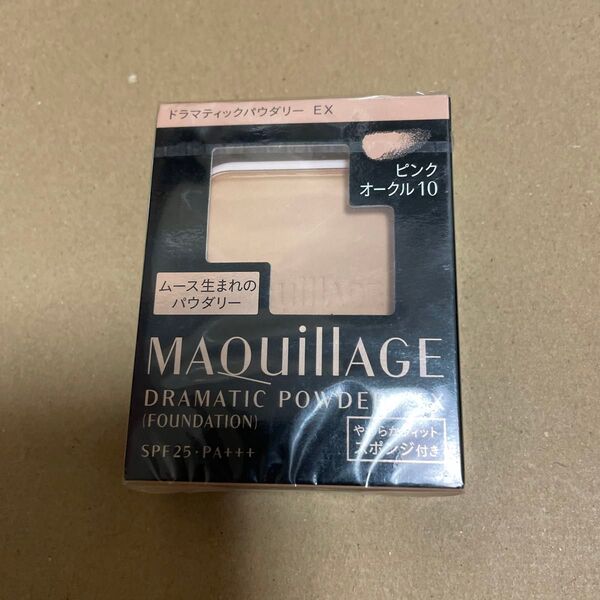 ドラマティックパウダリー EX
ピンク
オークル10
ムース生まれの
パウダリー
MAQuillAGE
DRAMATIC POWDE X
(FOUNDATION)
SPF25・PA+++
やわらかフィット
スポンジ付き